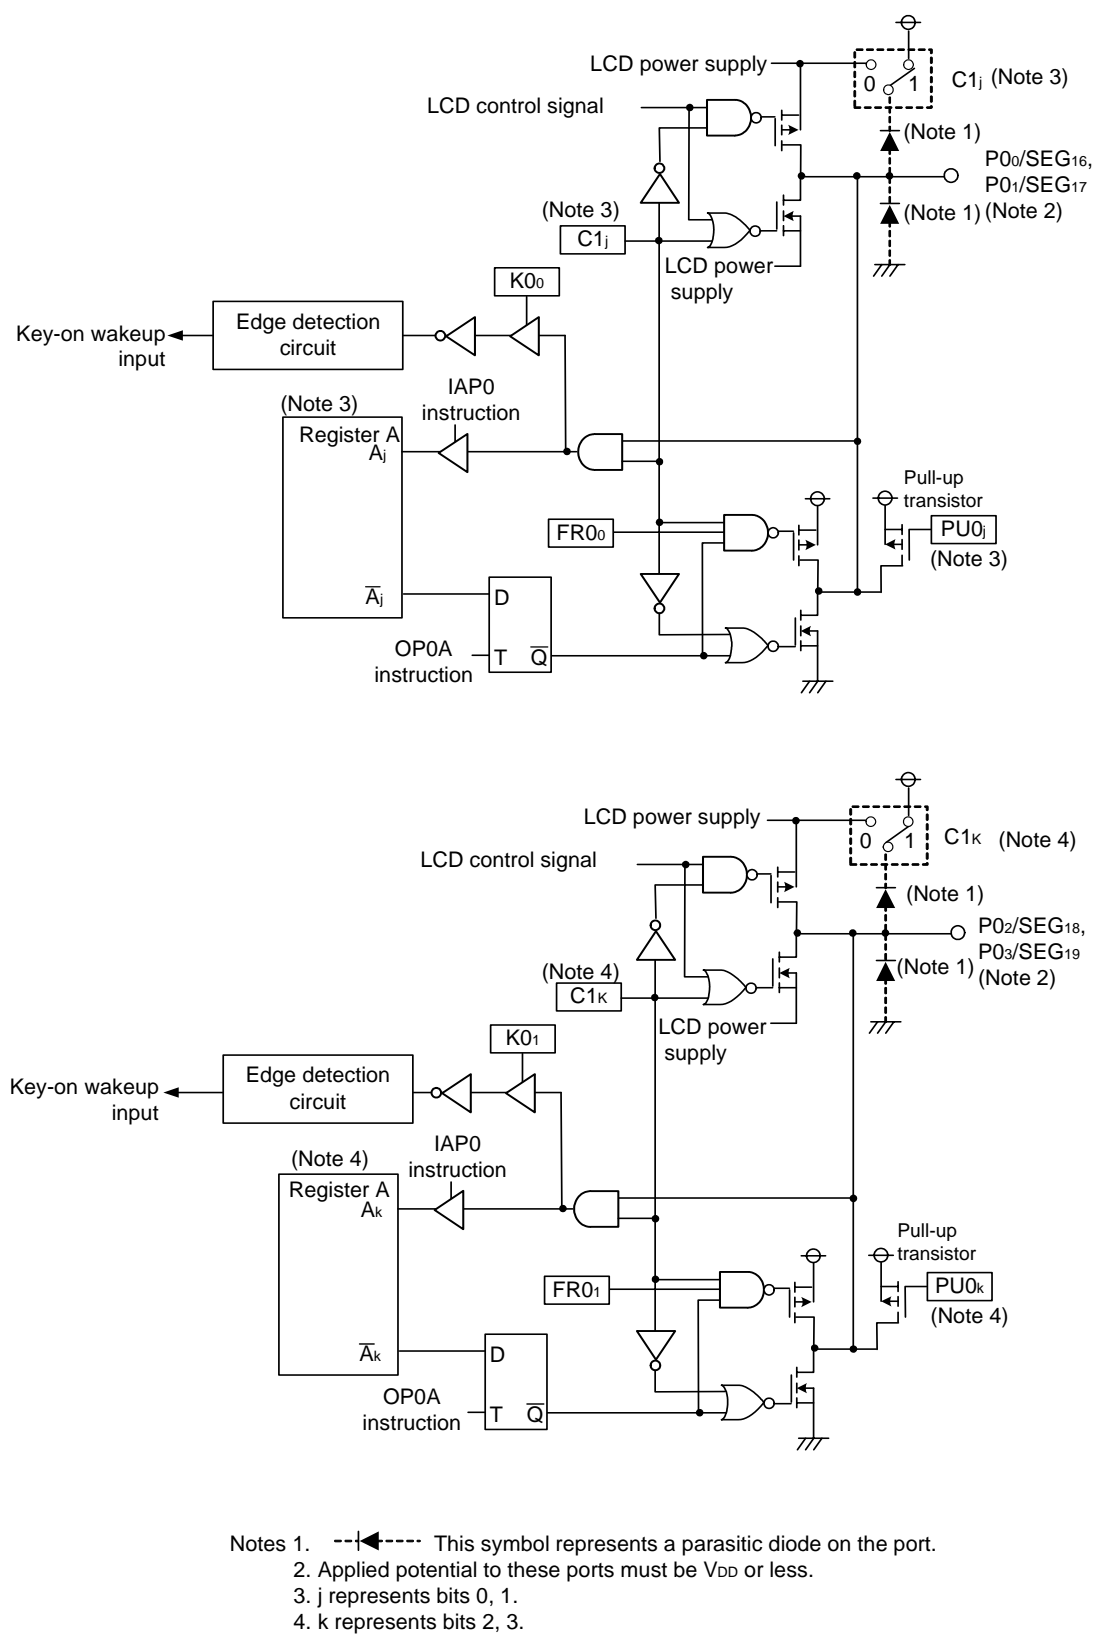 LCD power supply
0 1
C1j (Note 3)
LCD control signal
(Note 1)
P00/SEG16,
P01/SEG17
(Note 1) (Note 2)
(Note 3)
C1j
LCD power
supply
K00
Key-on wakeup
input
Edge detection
circuit
IAP0
instruction
(Note 3)
Register A
Aj
Pull-up
transistor
FR00
PU0j
(Note 3)
Aj
D
OP0A
instruction
T Q
LCD power supply
0 1
C1K (Note 4)
LCD control signal
(Note 1)
P02/SEG18,
P03/SEG19
(Note 1) (Note 2)
(Note 4)
C1K
LCD power
supply
K01
Key-on wakeup
input
Edge detection
circuit
IAP0
instruction
(Note 4)
Register A
Ak
Pull-up
transistor
FR01
PU0k
(Note 4)
Ak
D
OP0A
instruction
T Q
Notes 1. This symbol represents a parasitic diode on the port.
2. Applied potential to these ports must be VDD or less.
3. j represents bits 0, 1.
4. k represents bits 2, 3.